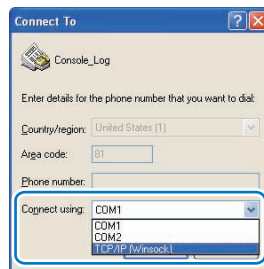 Connect To
Console_Log
Enter details for the phone number that you want to dial:
Country/region: United States (1)
Area code: 81
Phone number:
Connect using: COM1
COM1
COM2
TCP/IP (Winsock)